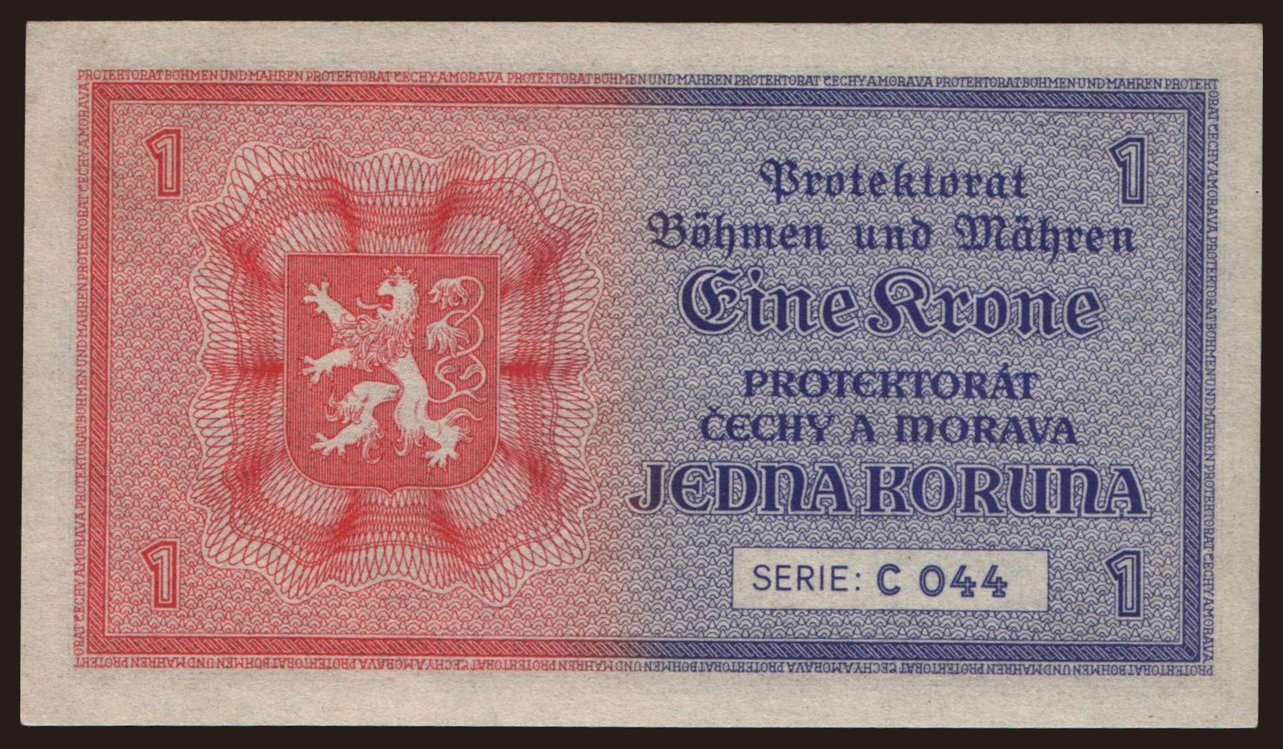 PROTEKTORAT BÖHMEN UND MÄHREN PROTEKTORÁT ČECHY A MORAVA PROTEKTORAT BÖHMEN UND MÄHREN PROTEKTORÁT ČECHY A MORAVA PROTEKTORAT BÖHMEN UND MÄHREN PROTEKT
1
1
Protektorat
Böhmen und Mähren
Eine Krone
PROTEKTORÁT
ČECHY A MORAVA
JEDNA KORUNA
SERIE: C 044
1
1